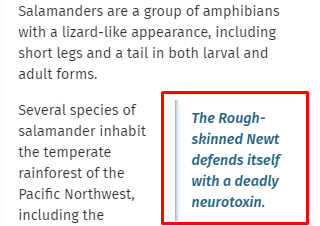 Salamanders are a group of amphibians
with a lizard-like appearance, including
short legs and a tail in both larval and
adult forms.
Several species of
salamander inhabit
the temperate
rainforest of the
Pacific Northwest,
including the
The Rough-
skinned Newt
defends itself
with a deadly
neurotoxin.